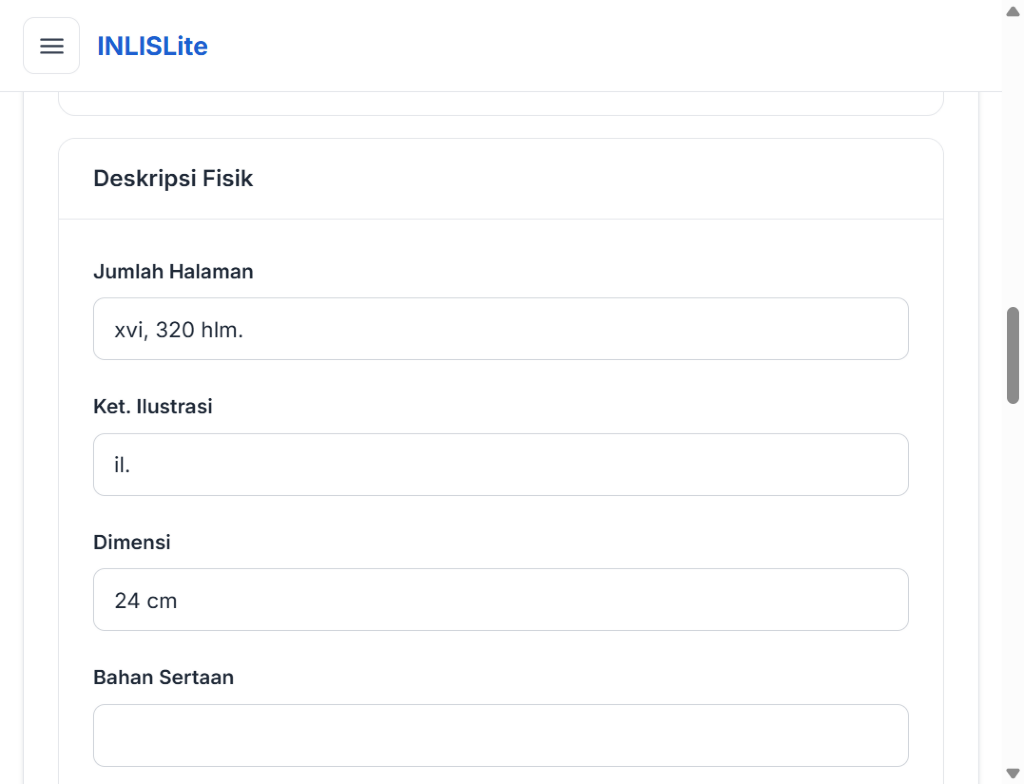 INLISLite
Deskripsi Fisik
Jumlah Halaman
xvi, 320 hlm.
Ket. Ilustrasi
il.
Dimensi
24 cm
Bahan Sertaan